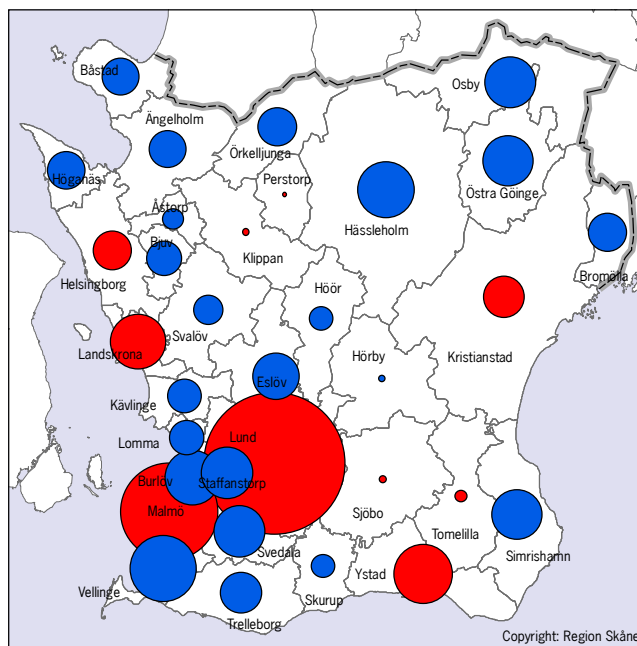 Båstad
Osby
Ängelholm
Örkelljunga
Perstorp
Höganäs
Östra Göinge
Åstorp
Hässleholm
Bjuv
Klippan
Helsingborg
Bromölla
Höör
Svalöv
Landskrona
Hörby
Kristianstad
Eslöv
Kävlinge
Lomma
Lund
Burlöv
Staffanstorp
Malmö
Sjöbo
Tomelilla
Svedala
Simrishamn
Ystad
Vellinge
Skurup
Trelleborg
Copyright: Region Skåne